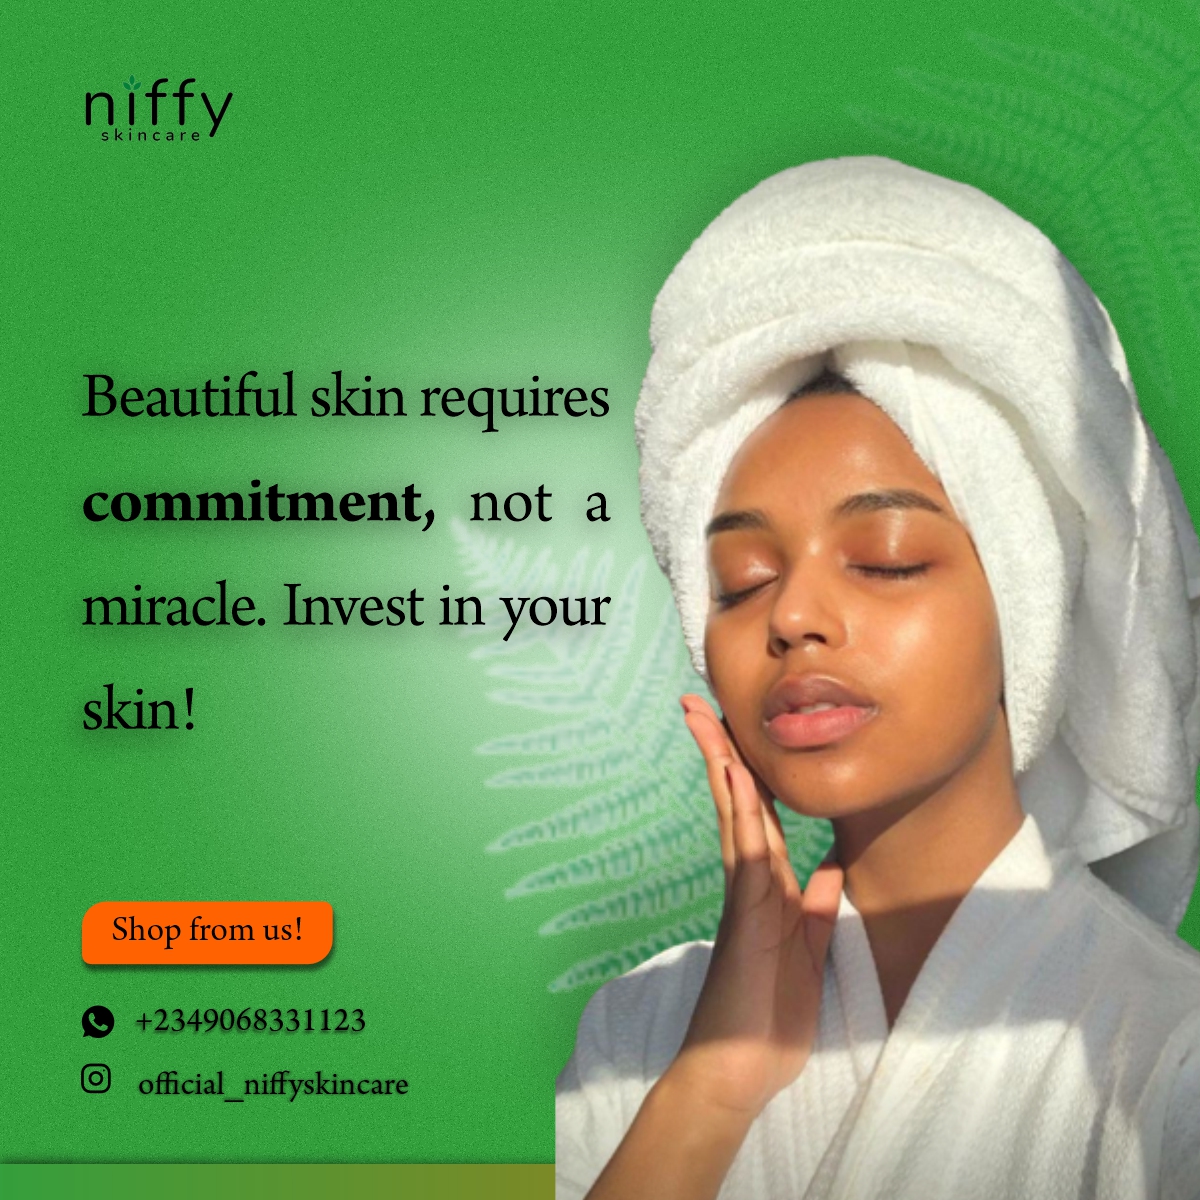 niffy
skincare
Beautiful skin requires
commitment, not a
miracle. Invest in your
skin!
Shop from us!
+2349068331123
official_niffyskincare